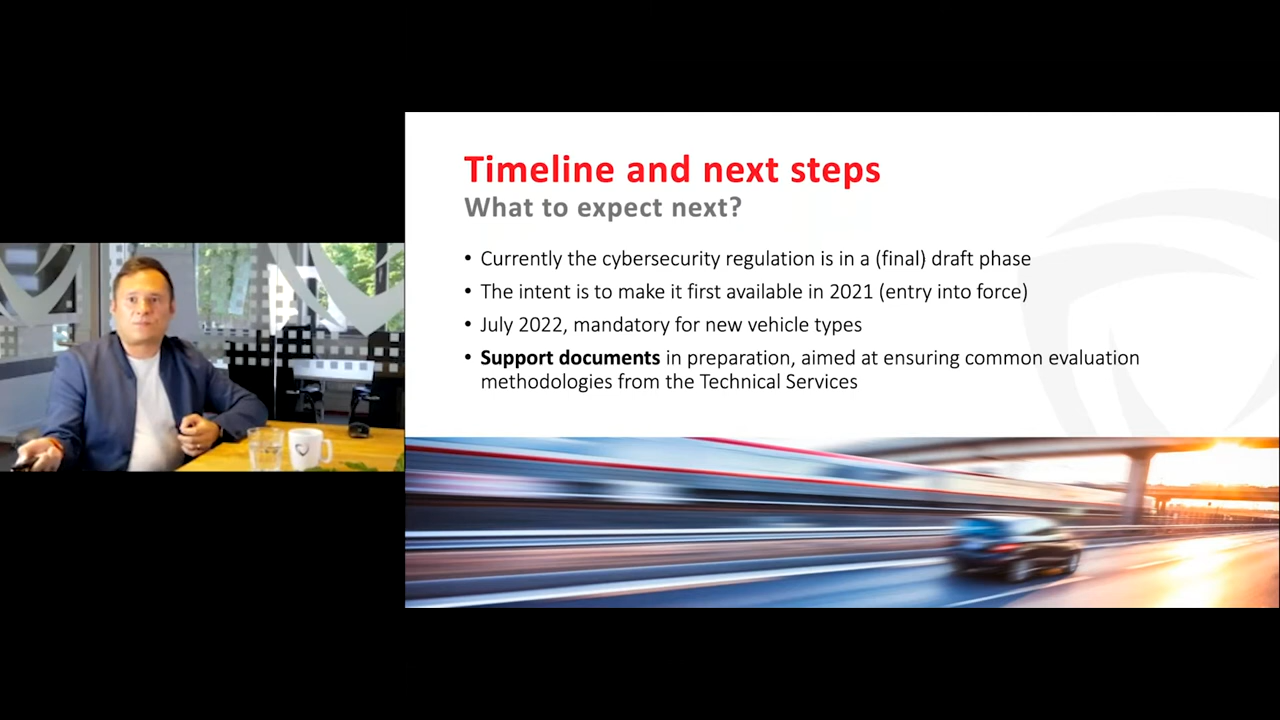 Timeline and next steps
What to expect next?
• Currently the cybersecurity regulation is in a (final) draft phase
• The intent is to make it first available in 2021 (entry into force)
• July 2022, mandatory for new vehicle types
• Support documents in preparation, aimed at ensuring common evaluation
methodologies from the Technical Services